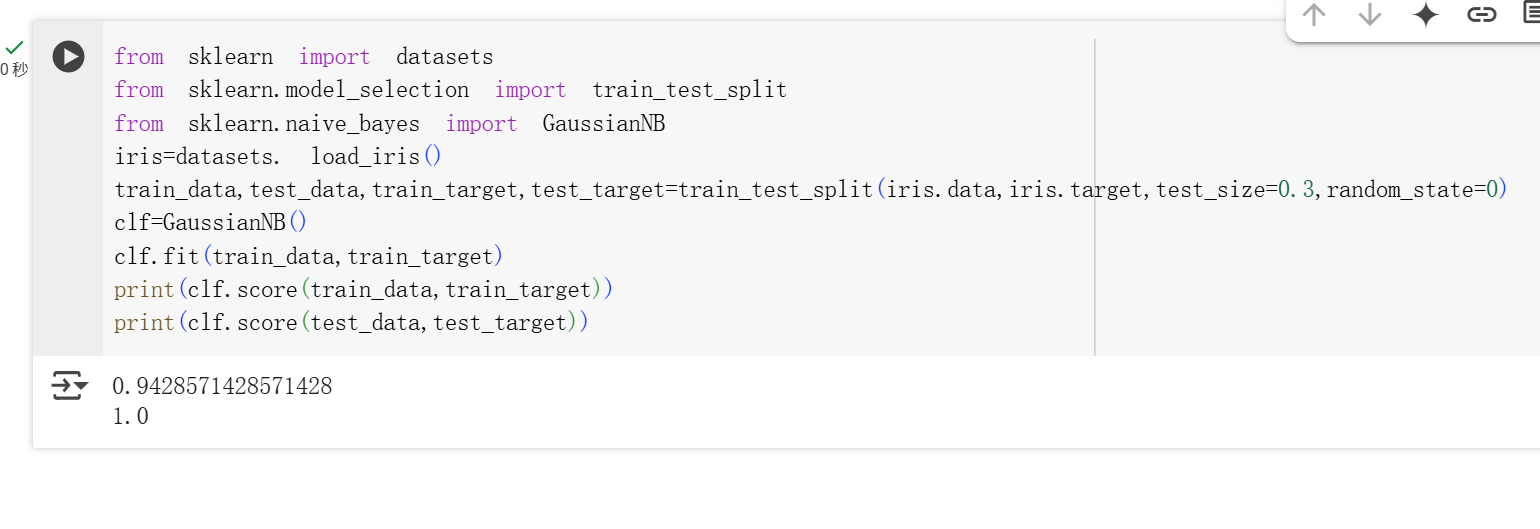 0 秒
from sklearn import datasets
from sklearn.model_selection import train_test_split
from sklearn.naive_bayes import GaussianNB
iris=datasets. load_iris()
train_data,test_data,train_target,test_target=train_test_split(iris.data,iris.target,test_size=0.3,random_state=0)
clf=GaussianNB()
clf.fit(train_data,train_target)
print(clf.score(train_data,train_target))
print(clf.score(test_data,test_target))
0.9428571428571428
1.0